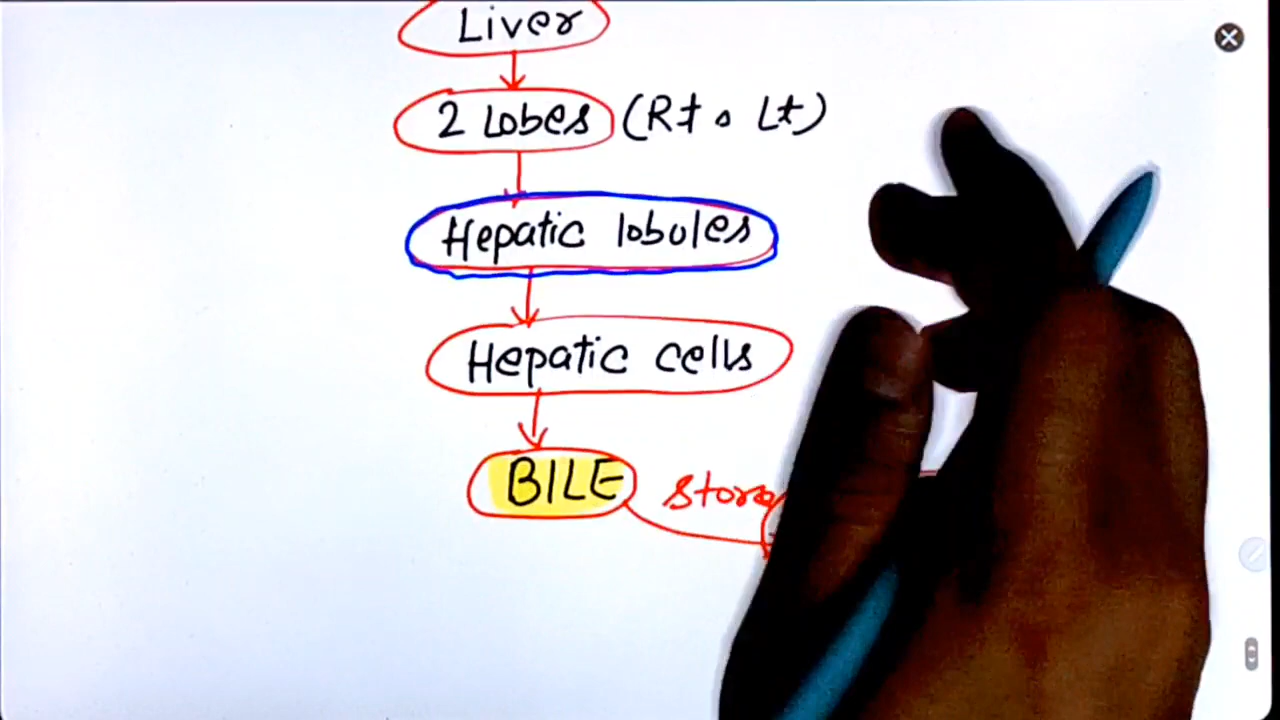 Liver
2 Lobes (Rt & Lt)
Hepatic lobules
Hepatic cells
BILE